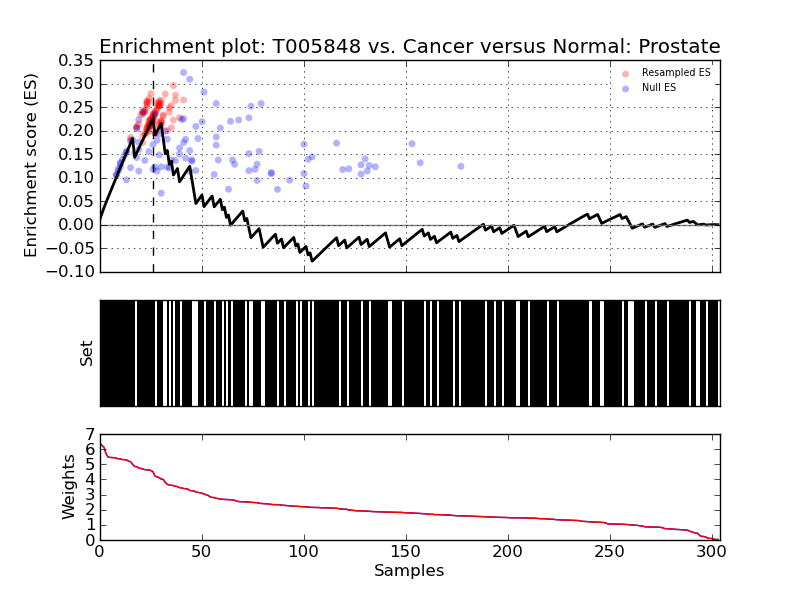 Enrichment plot: T005848 vs. Cancer versus Normal: Prostate
Enrichment score (ES)
0.35
0.30
0.25
0.20
0.15
0.10
0.05
0.00
−0.05
−0.10
Resampled ES
Null ES
Set
Weights
7
6
5
4
3
2
1
0
0 50 100 150 200 250 300
Samples